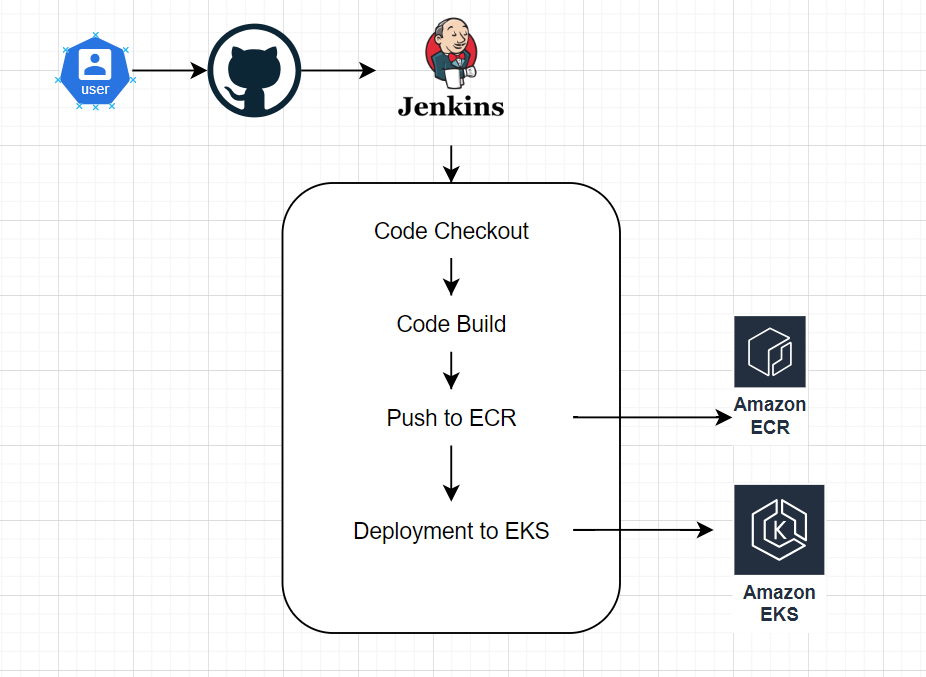 user
Jenkins
Code Checkout
Code Build
Push to ECR
Amazon
ECR
Deployment to EKS
K
Amazon
EKS